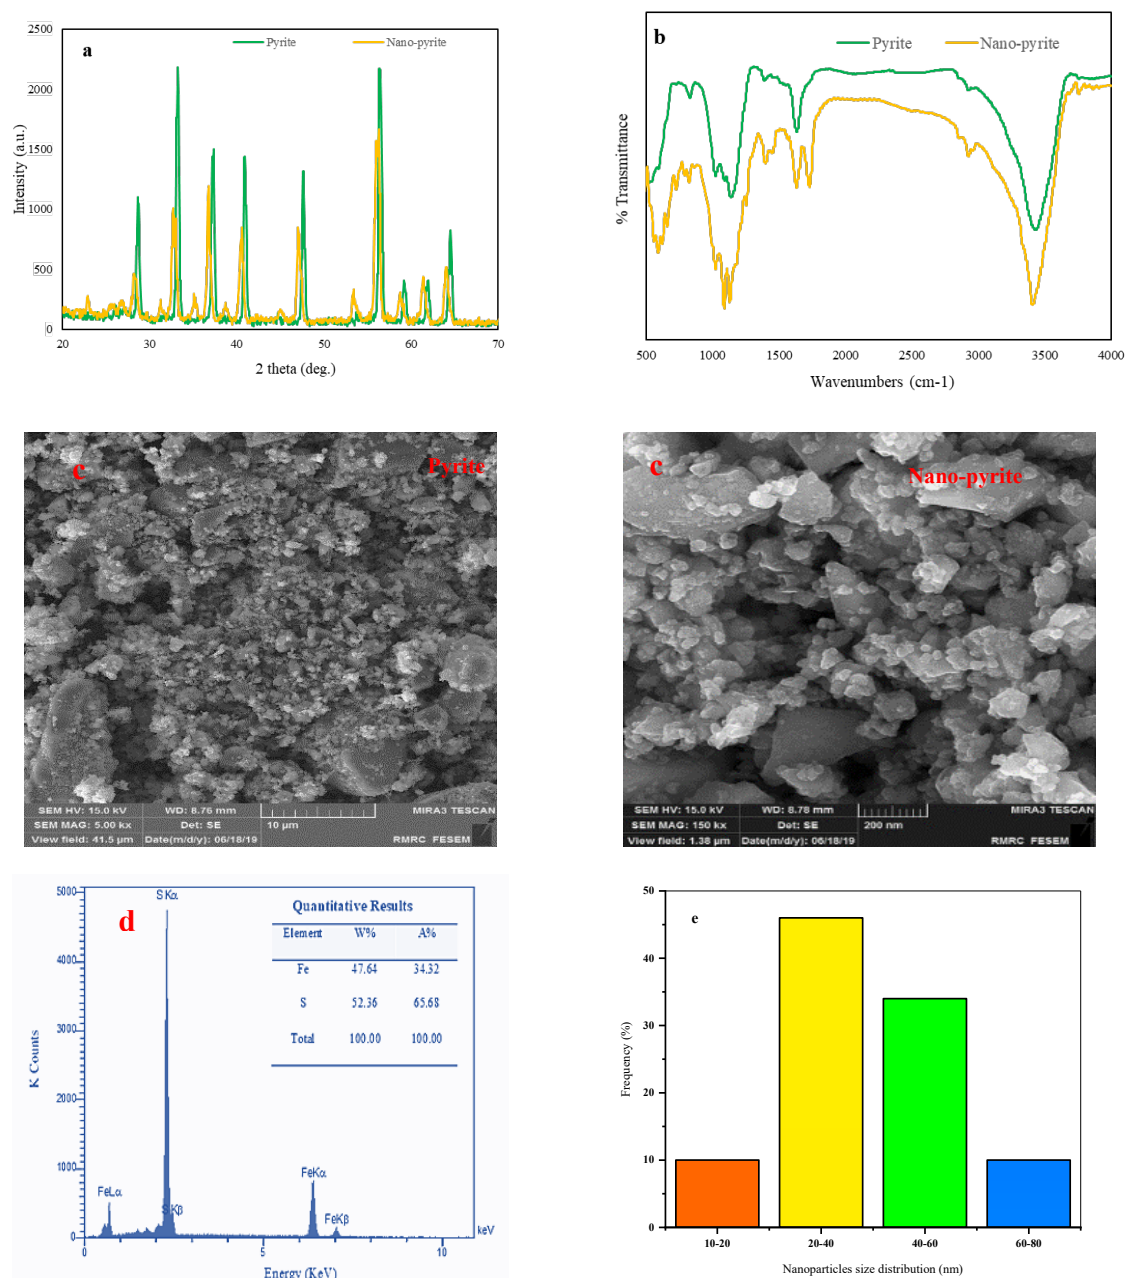 a
Pyrite
Nano-pyrite
2500
2000
1500
1000
500
0
Intensity (a.u.)
20 30 40 50 60 70
2 theta (deg.)
b
Pyrite
Nano-pyrite
% Transmittance
500 1000 1500 2000 2500 3000 3500 4000
Wavenumbers (cm-1)
c
Pyrite
SEM HV: 15.0 kV WD: 8.76 mm MIRA3 TESCAN
SEM MAG: 5.00 kx Det: SE 10 µm
View field: 41.5 µm Date(m/d/y): 06/18/19 RMRC FESEM
c
Nano-pyrite
SEM HV: 15.0 kV WD: 8.78 mm MIRA3 TESCAN
SEM MAG: 150 kx Det: SE 200 nm
View field: 1.38 µm Date(m/d/y): 06/18/19 RMRC FESEM
d
5000
4000
3000
2000
1000
0
K Counts
SKα
FeLα
S Kβ
FeKα
FeKβ
keV
0 5 10
Energy (KeV)
Quantitative Results
Element W% A%
Fe 47.64 34.32
S 52.36 65.68
Total 100.00 100.00
e
50
40
30
20
10
0
Frequency (%)
10-20 20-40 40-60 60-80
Nanoparticles size distribution (nm)